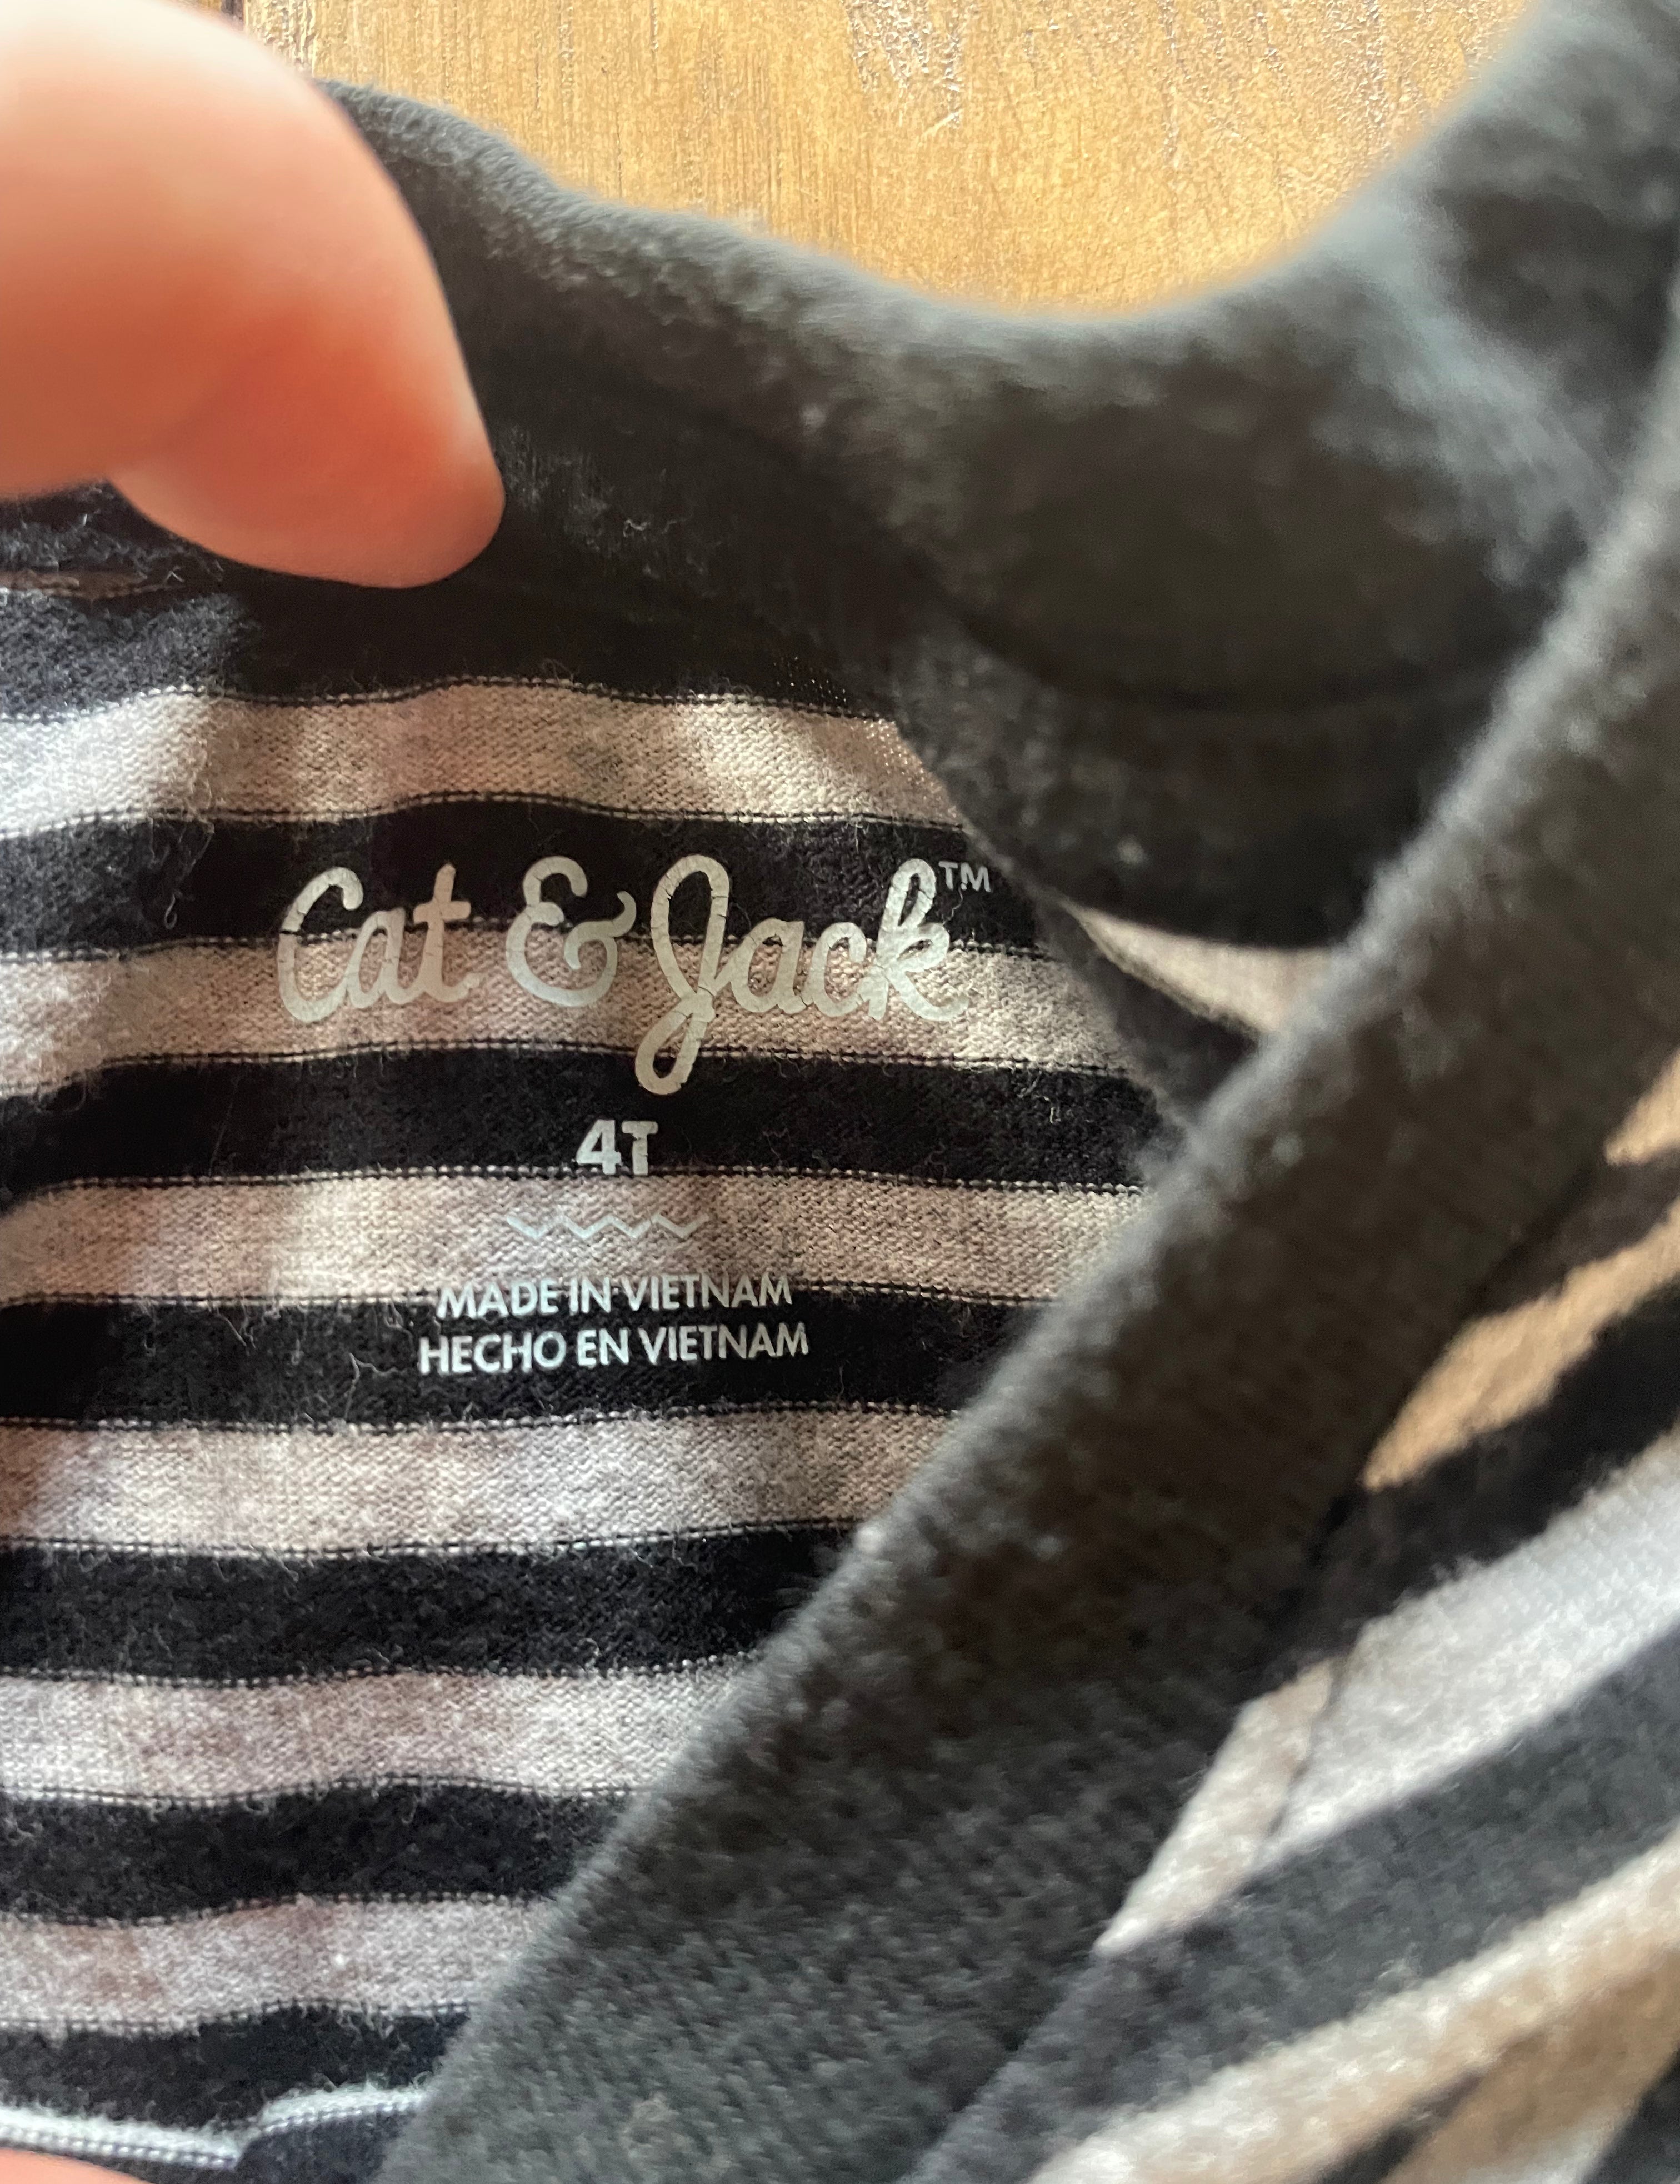 Cat & Jack™
4T
MADE IN VIETNAM
HECHO EN VIETNAM